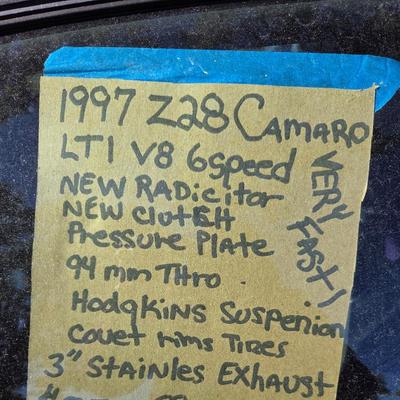 1997 Z28 CAMARO
LT1 V8 6speed
NEW RADicitor
NEW ClutCH
Pressure Plate
94 mm THro
HodgKINS SuspenioN
Covet rims TIRES
3" STAINLES EXHAUST
VERY FAST!